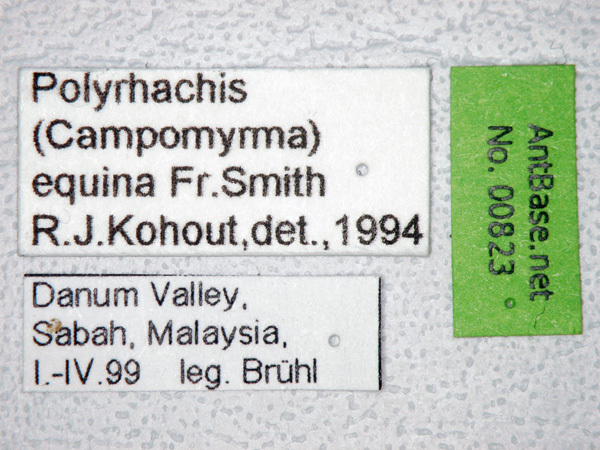 Polyrhachis
(Campomyrma)
equina Fr.Smith
R.J.Kohout,det.,1994
Danum Valley,
Sabah, Malaysia,
I.-IV.99 leg. Brühl
AntBase.net
No. 00823